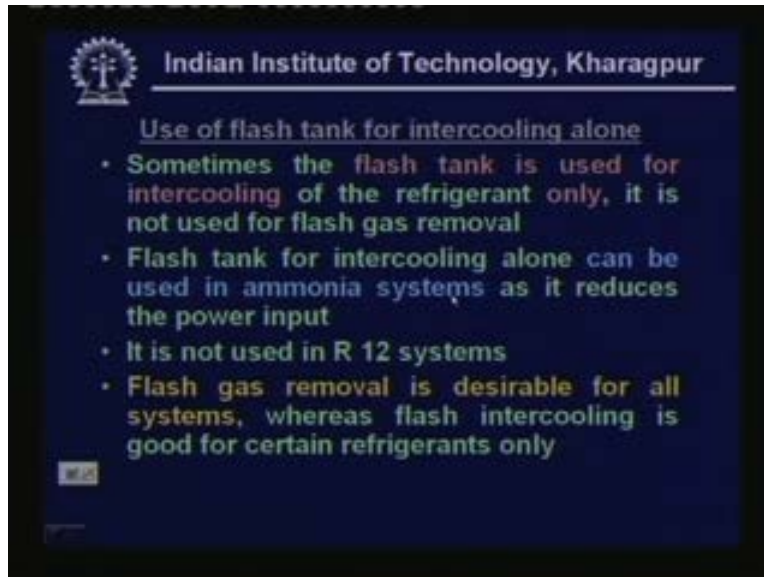 Indian Institute of Technology, Kharagpur
Use of flash tank for intercooling alone
• Sometimes the flash tank is used for
intercooling of the refrigerant only, it is
not used for flash gas removal
• Flash tank for intercooling alone can be
used in ammonia systems as it reduces
the power input
• It is not used in R 12 systems
• Flash gas removal is desirable for all
systems, whereas flash intercooling is
good for certain refrigerants only